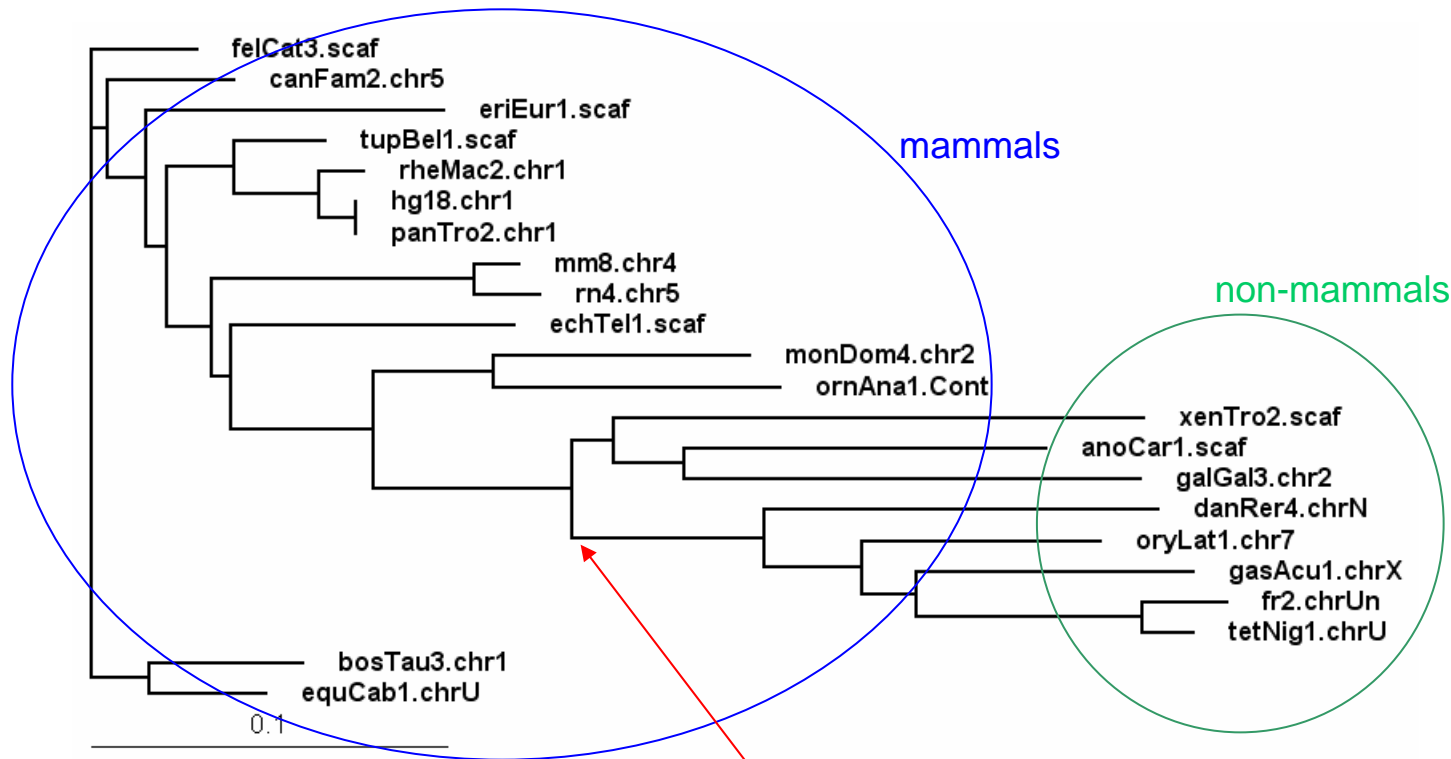 felCat3.scaf
canFam2.chr5
eriEur1.scaf
tupBel1.scaf
mammals
rheMac2.chr1
hg18.chr1
panTro2.chr1
mm8.chr4
rn4.chr5
non-mammals
echTel1.scaf
monDom4.chr2
ornAna1.Cont
xenTro2.scaf
anoCar1.scaf
galGal3.chr2
danRer4.chrN
oryLat1.chr7
gasAcu1.chrX
fr2.chrUn
tetNig1.chrU
bosTau3.chr1
equCab1.chrU
0.1